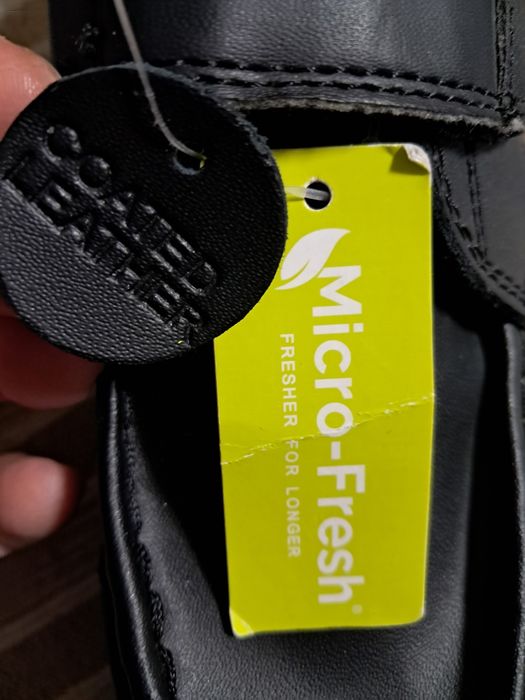 COATED
LEATHER
Micro-Fresh®
FRESHER FOR LONGER